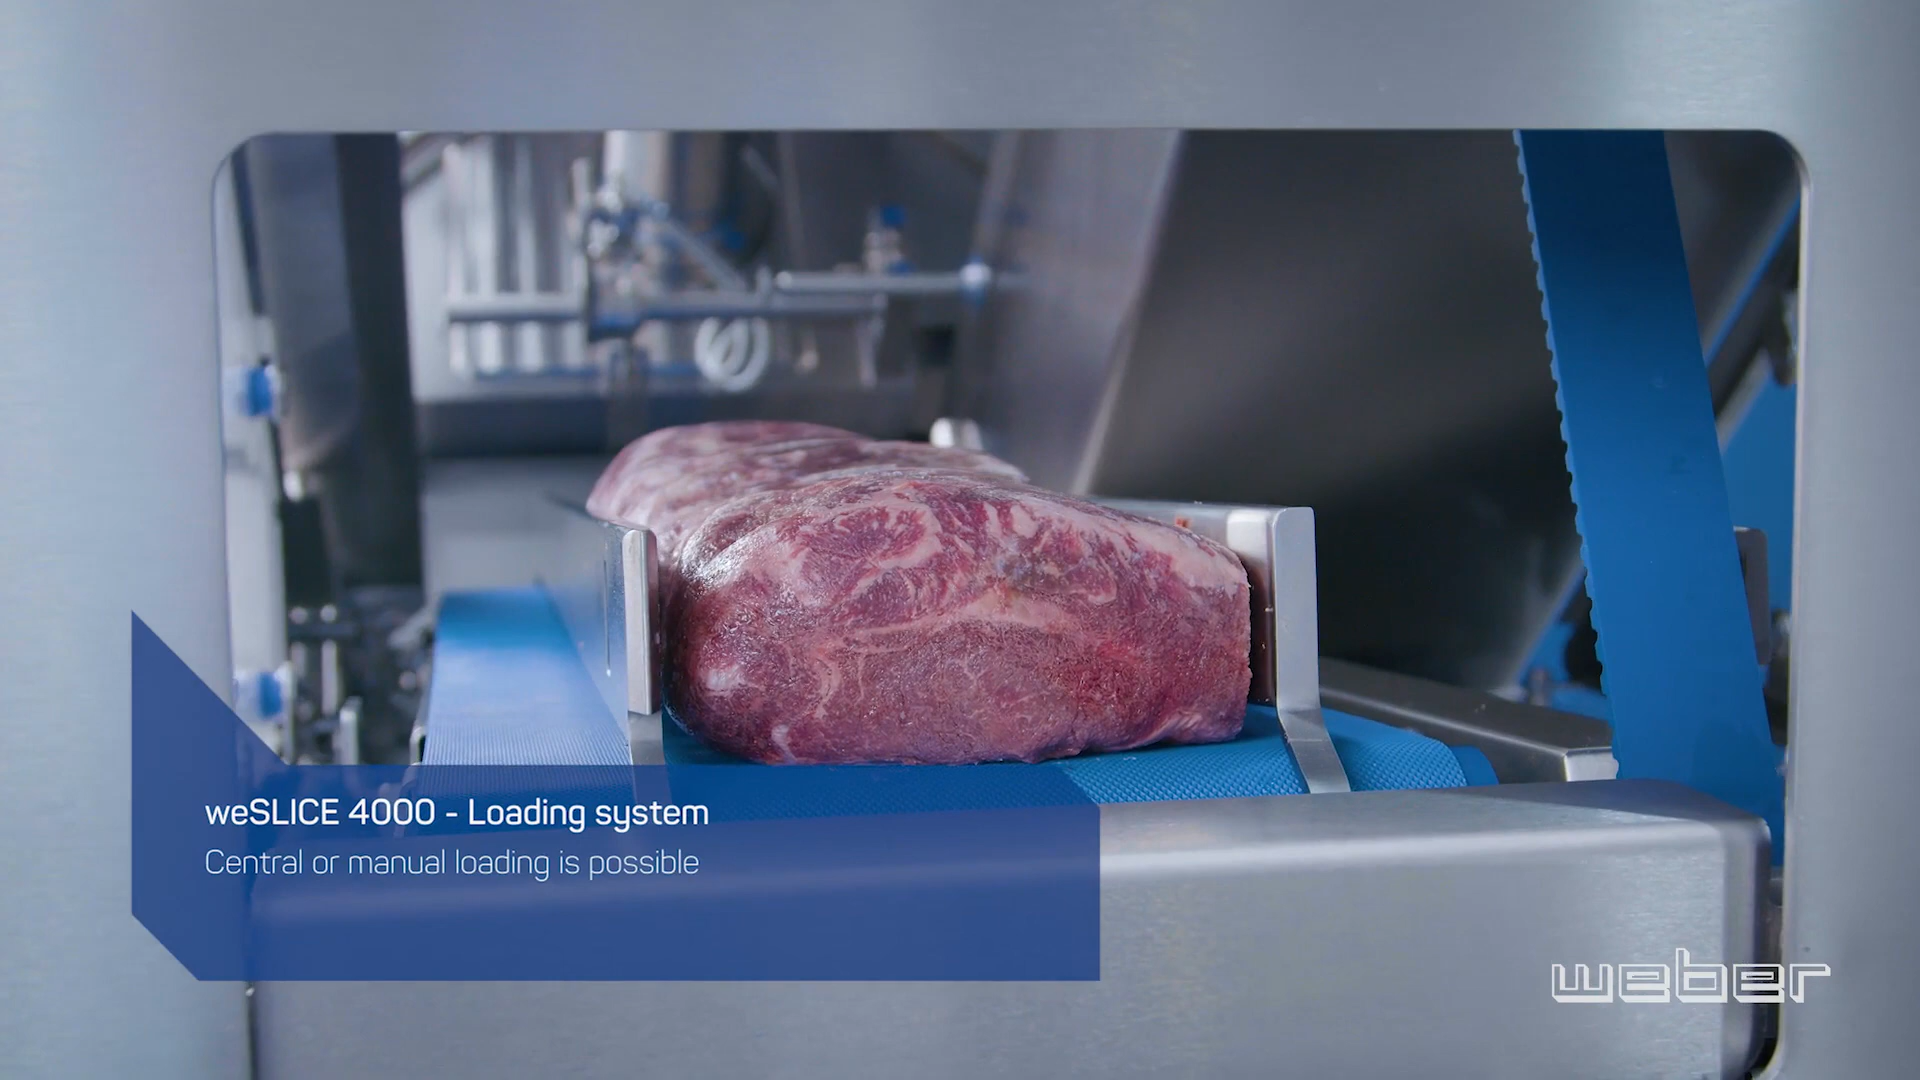 weSLICE 4000 - Loading system
Central or manual loading is possible
weber